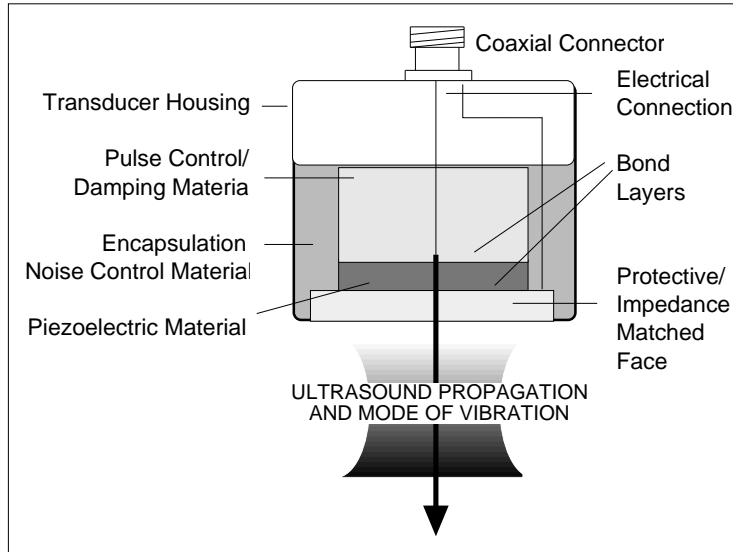 Coaxial Connector
Transducer Housing
Electrical
Connection
Pulse Control/
Damping Materia
Bond
Layers
Encapsulation
Noise Control Material
Protective/
Impedance
Matched
Face
Piezoelectric Material
ULTRASOUND PROPAGATION
AND MODE OF VIBRATION